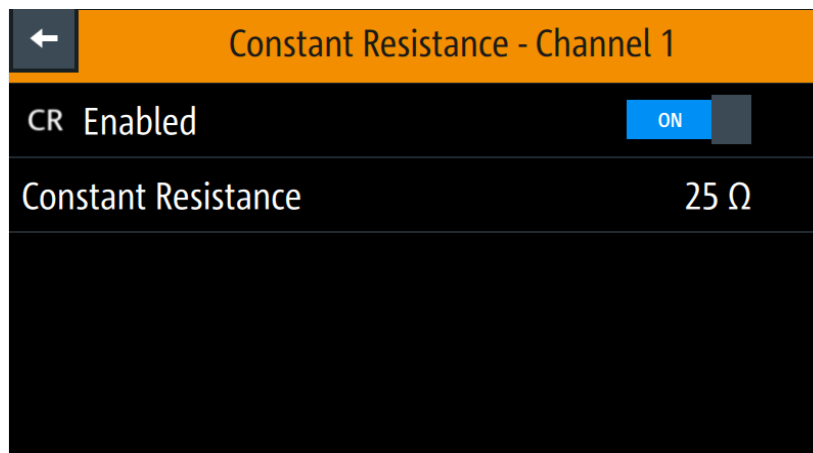 Constant Resistance - Channel 1
CR Enabled ON
Constant Resistance 25 Ω